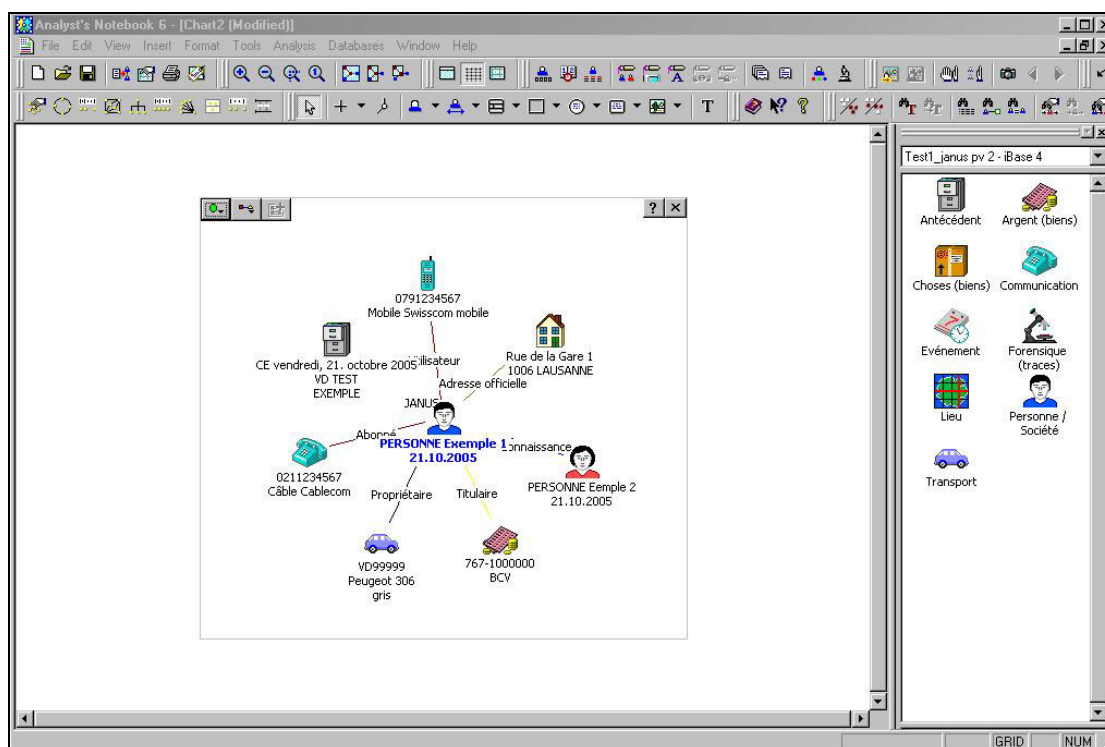 Analyst's Notebook 6 - [Chart2 (Modified)]
File Edit View Insert Format Tools Analysis Databases Window Help
Test1_janus pv 2 - iBase 4
Antécédent
Argent (biens)
Choses (biens)
Communication
Evénement
Forensique
(traces)
Lieu
Personne /
Société
Transport
0791234567
Mobile Swisscom mobile
CE vendredi, 21. octobre 2005
VD TEST
EXEMPLE
ilisateur
Rue de la Gare 1
1006 LAUSANNE
Adresse officielle
JANUS
Abonné
PERSONNE Exemple 1
21.10.2005
onnaissance
0211234567
Câble Cablecom
PERSONNE Eemple 2
21.10.2005
Propriétaire
Titulaire
VD99999
Peugeot 306
gris
767-1000000
BCV
GRID
NUM